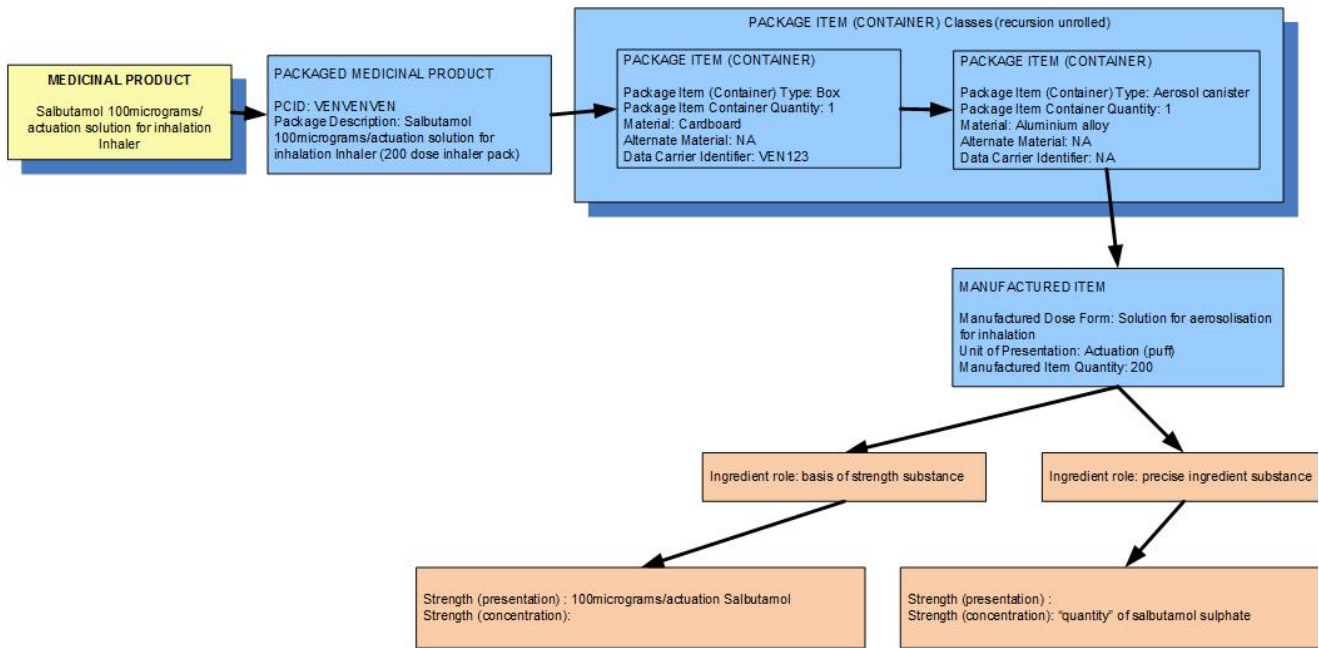 PACKAGE ITEM (CONTAINER) Classes (recursion unrolled)
MEDICINAL PRODUCT
Salbutamol 100micrograms/
actuation solution for inhalation
Inhaler
PACKAGED MEDICINAL PRODUCT
PCID: VENVENVEN
Package Description: Salbutamol
100micrograms/actuation solution for
inhalation Inhaler (200 dose inhaler pack)
PACKAGE ITEM (CONTAINER)
Package Item (Container) Type: Box
Package Item Container Quantity: 1
Material: Cardboard
Alternate Material: NA
Data Carrier Identifier: VEN123
PACKAGE ITEM (CONTAINER)
Package Item (Container) Type: Aerosol canister
Package Item Container Quantity: 1
Material: Aluminium alloy
Alternate Material: NA
Data Carrier Identifier: NA
MANUFACTURED ITEM
Manufactured Dose Form: Solution for aerosolisation
for inhalation
Unit of Presentation: Actuation (puff)
Manufactured Item Quantity: 200
Ingredient role: basis of strength substance
Ingredient role: precise ingredient substance
Strength (presentation) : 100micrograms/actuation Salbutamol
Strength (concentration):
Strength (presentation) :
Strength (concentration): “quantity” of salbutamol sulphate